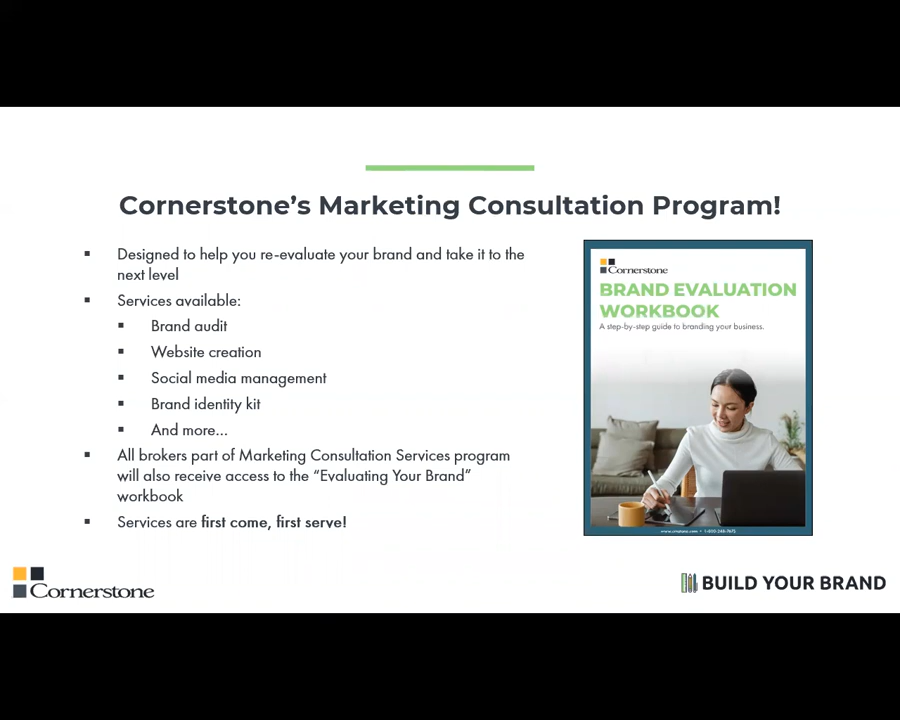 Cornerstone's Marketing Consultation Program!
▪ Designed to help you re-evaluate your brand and take it to the
next level
▪ Services available:
▪ Brand audit
▪ Website creation
▪ Social media management
▪ Brand identity kit
▪ And more...
▪ All brokers part of Marketing Consultation Services program
will also receive access to the “Evaluating Your Brand”
workbook
▪ Services are first come, first serve!
Cornerstone
BRAND EVALUATION
WORKBOOK
A step-by-step guide to branding your business.
Cornerstone
BUILD YOUR BRAND